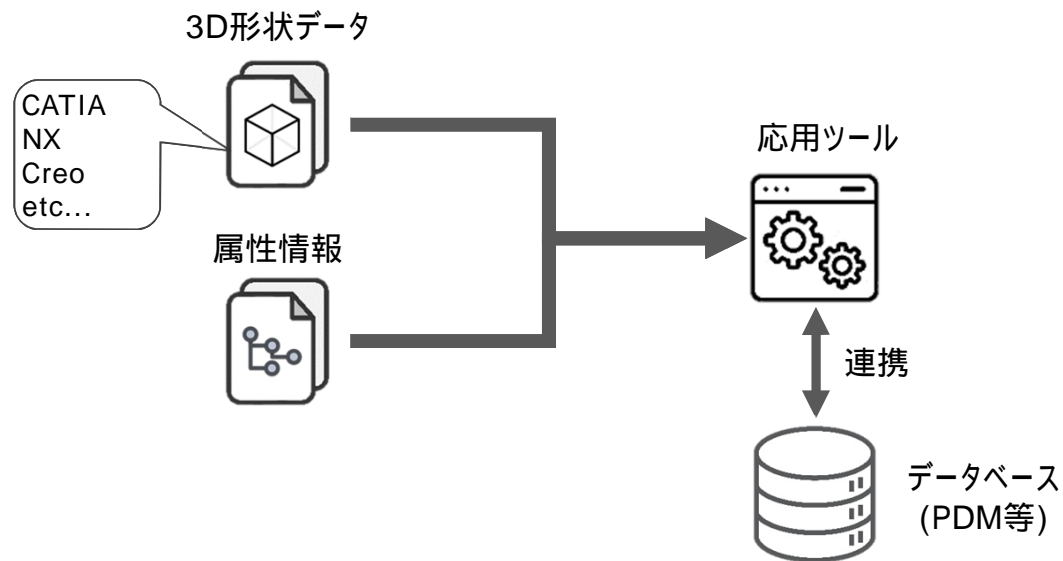 3D形状データ
CATIA
NX
Creo
etc...
属性情報
応用ツール
連携
データベース
(PDM等)